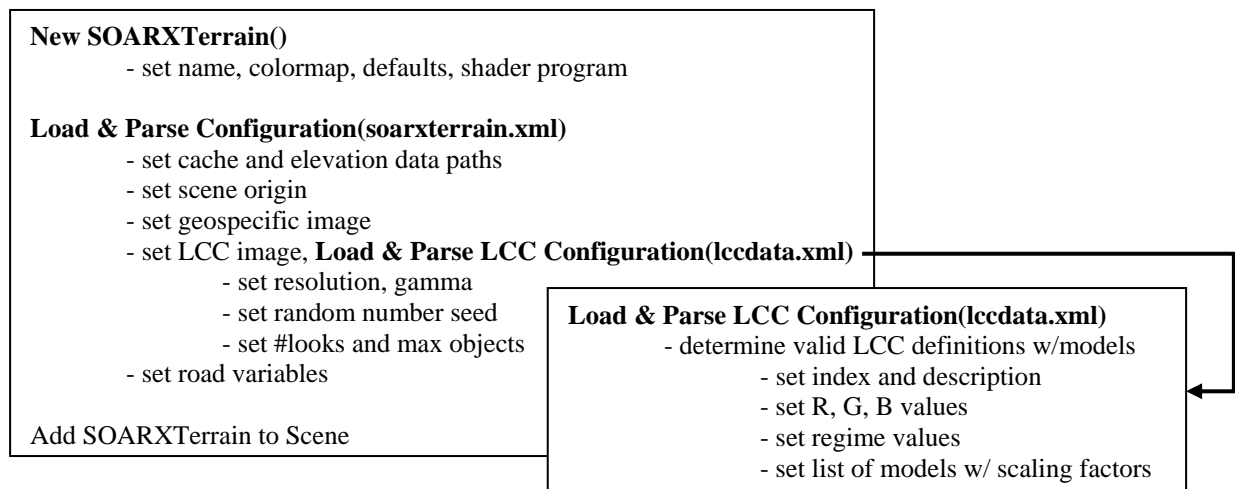 New SOARXTerrain()
- set name, colormap, defaults, shader program
Load & Parse Configuration(soarxterrain.xml)
- set cache and elevation data paths
- set scene origin
- set geospecific image
- set LCC image, Load & Parse LCC Configuration(lccdata.xml)
- set resolution, gamma
- set random number seed
- set #looks and max objects
- set road variables
Add SOARXTerrain to Scene
Load & Parse LCC Configuration(lccdata.xml)
- determine valid LCC definitions w/models
- set index and description
- set R, G, B values
- set regime values
- set list of models w/ scaling factors